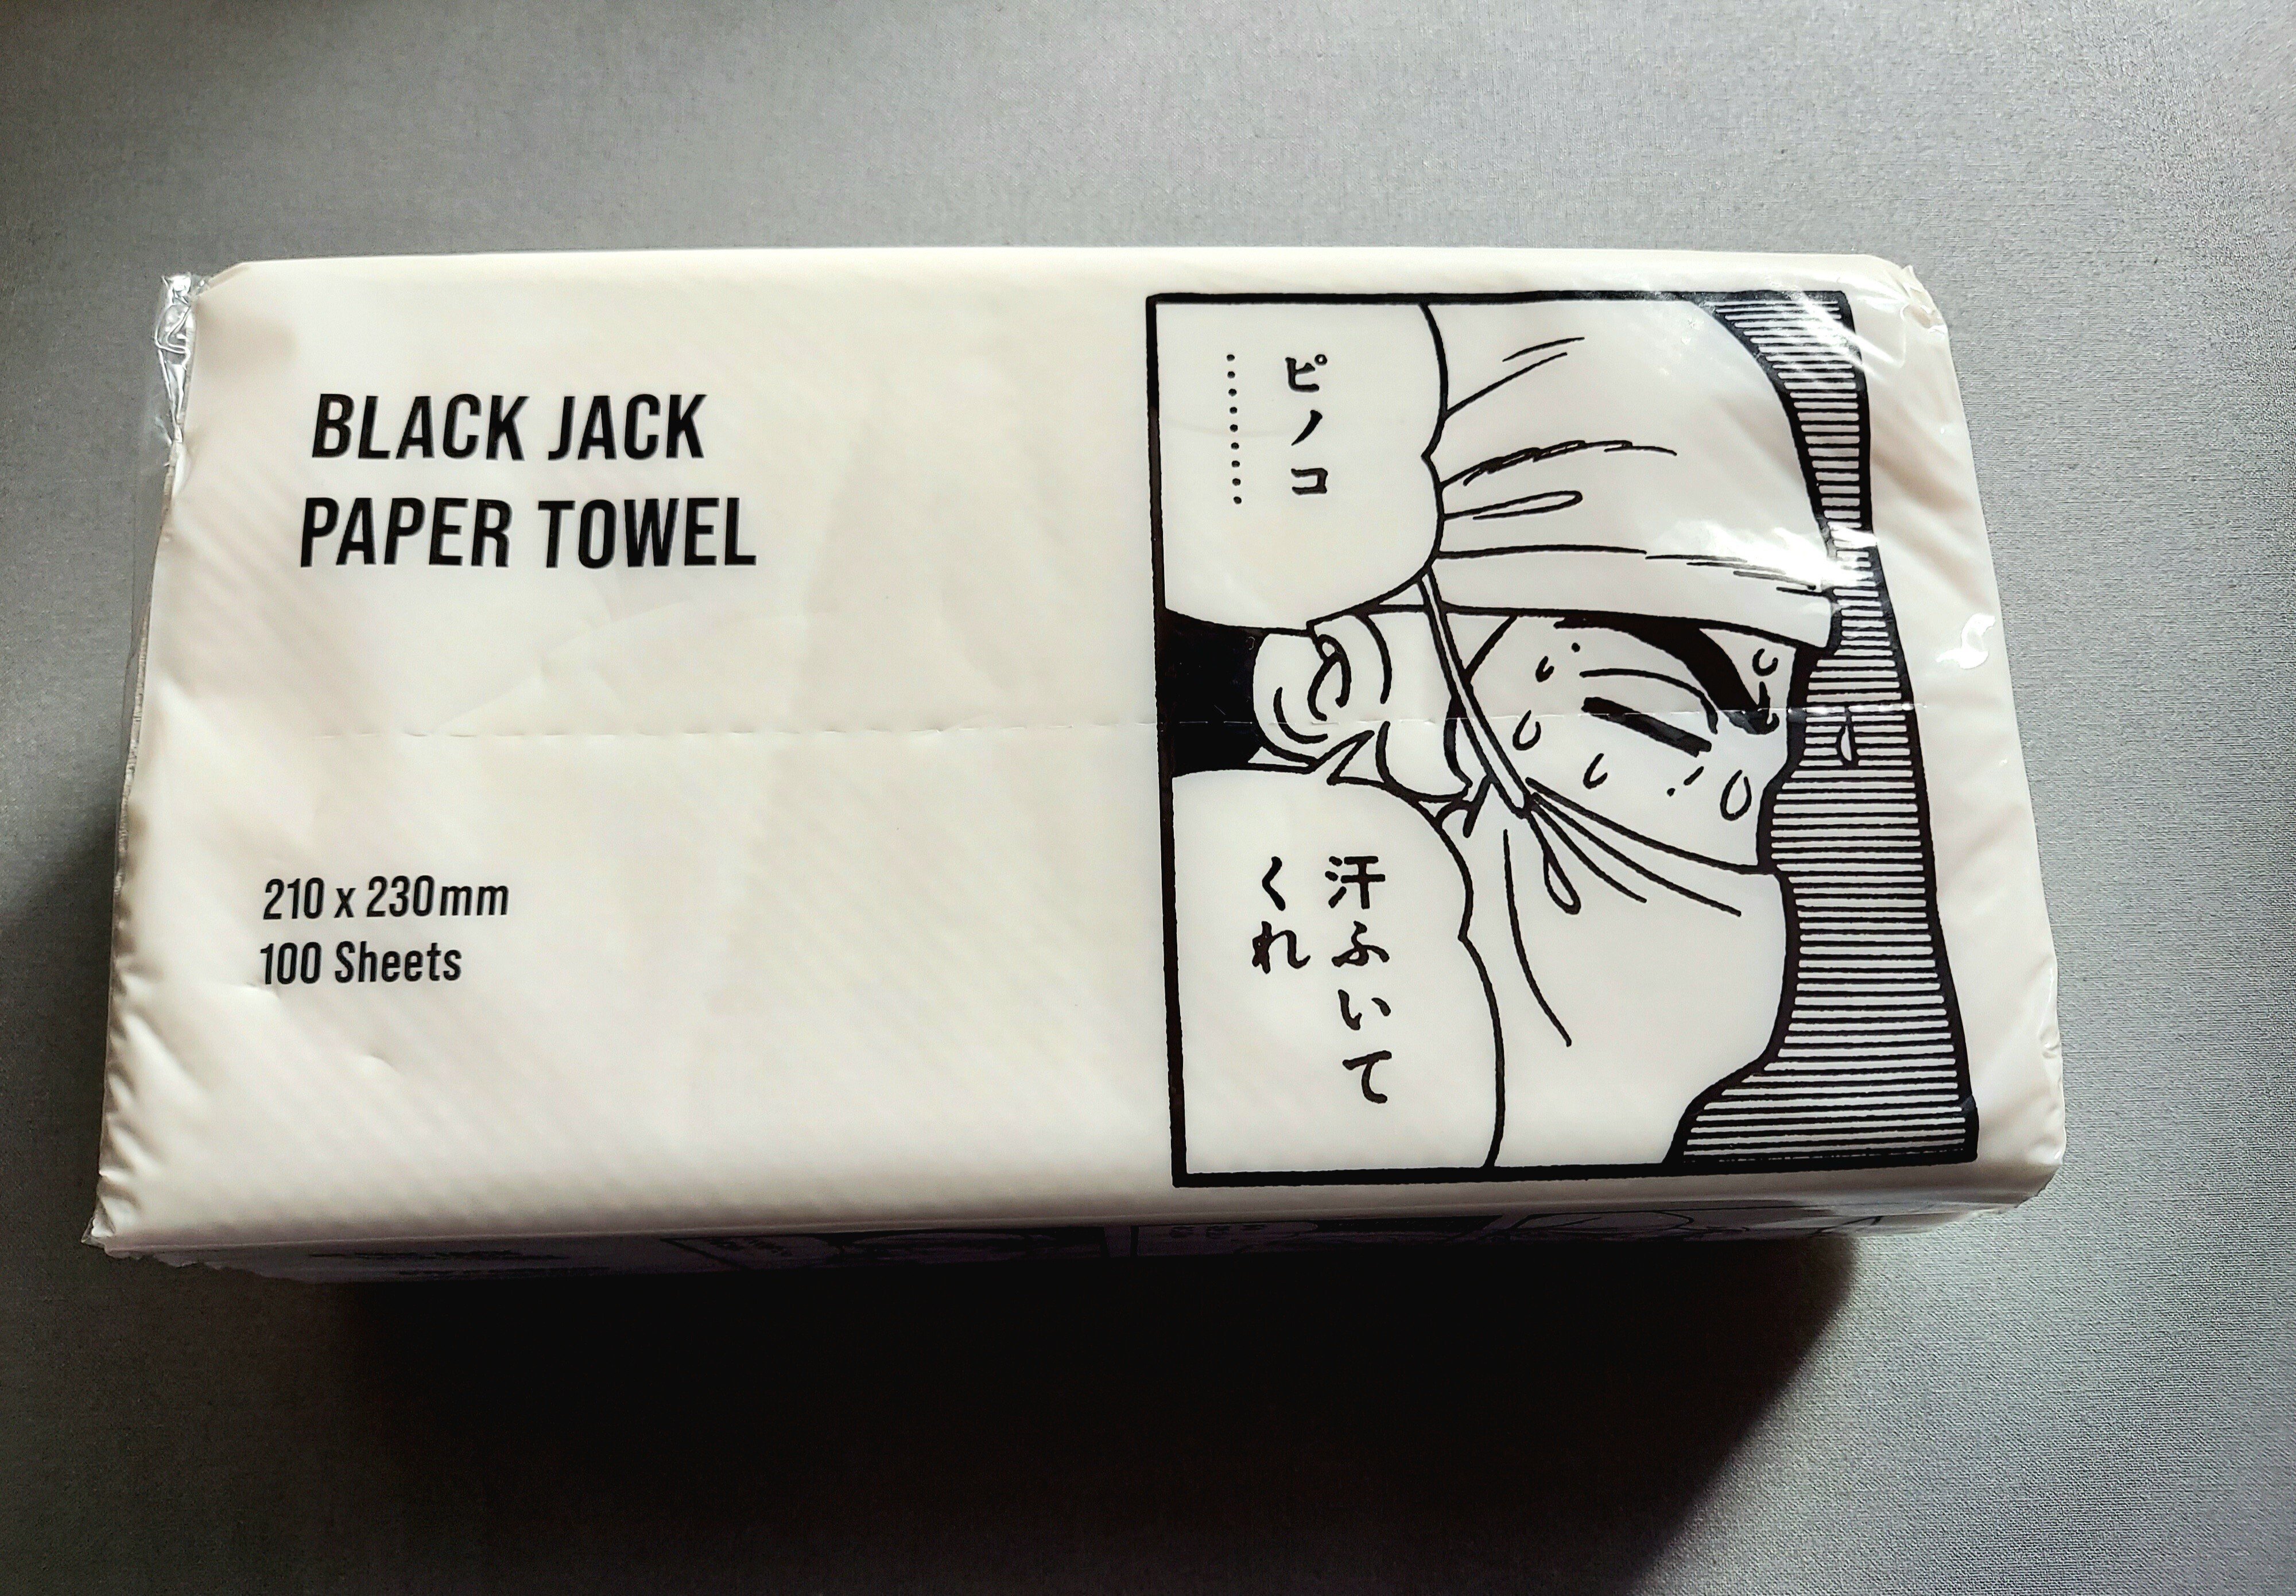 BLACK JACK
PAPER TOWEL
210 x 230mm
100 Sheets
ピノコ
………
汗ふいて
くれ